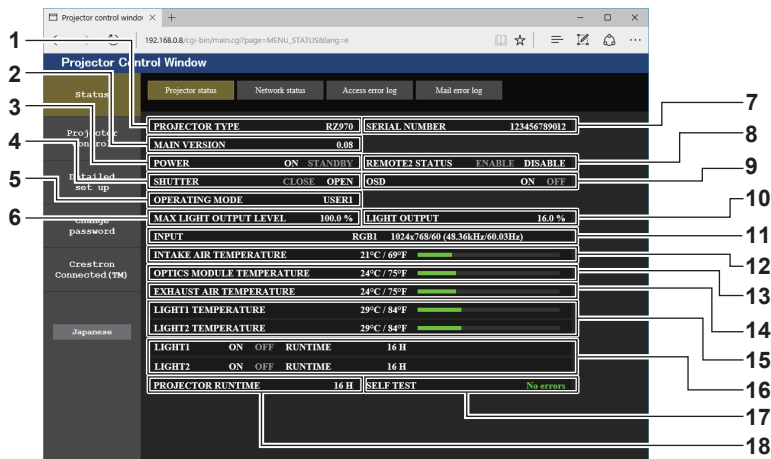 Projector control window
192.168.0.8/cgi-bin/main.cgi?page=MENU_STATUS&lang=e
Projector Control Window
Status
Projector status
Network status
Access error log
Mail error log
Projector control
Detailed
set up
Change
password
Crestron
Connected(TM)
Japanese
PROJECTOR TYPE RZ970 SERIAL NUMBER 123456789012
MAIN VERSION 0.08
POWER ON STANDBY REMOTE2 STATUS ENABLE DISABLE
SHUTTER CLOSE OPEN OSD ON OFF
OPERATING MODE USER1
MAX LIGHT OUTPUT LEVEL 100.0 % LIGHT OUTPUT 16.0 %
INPUT RGB1 1024x768/60 (48.36kHz/60.03Hz)
INTAKE AIR TEMPERATURE 21°C / 69°F
OPTICS MODULE TEMPERATURE 24°C / 75°F
EXHAUST AIR TEMPERATURE 24°C / 75°F
LIGHT1 TEMPERATURE 29°C / 84°F
LIGHT2 TEMPERATURE 29°C / 84°F
LIGHT1 ON OFF RUNTIME 16 H
LIGHT2 ON OFF RUNTIME 16 H
PROJECTOR RUNTIME 16 H SELF TEST No errors
1
2
3
4
5
6
7
8
9
10
11
12
13
14
15
16
17
18